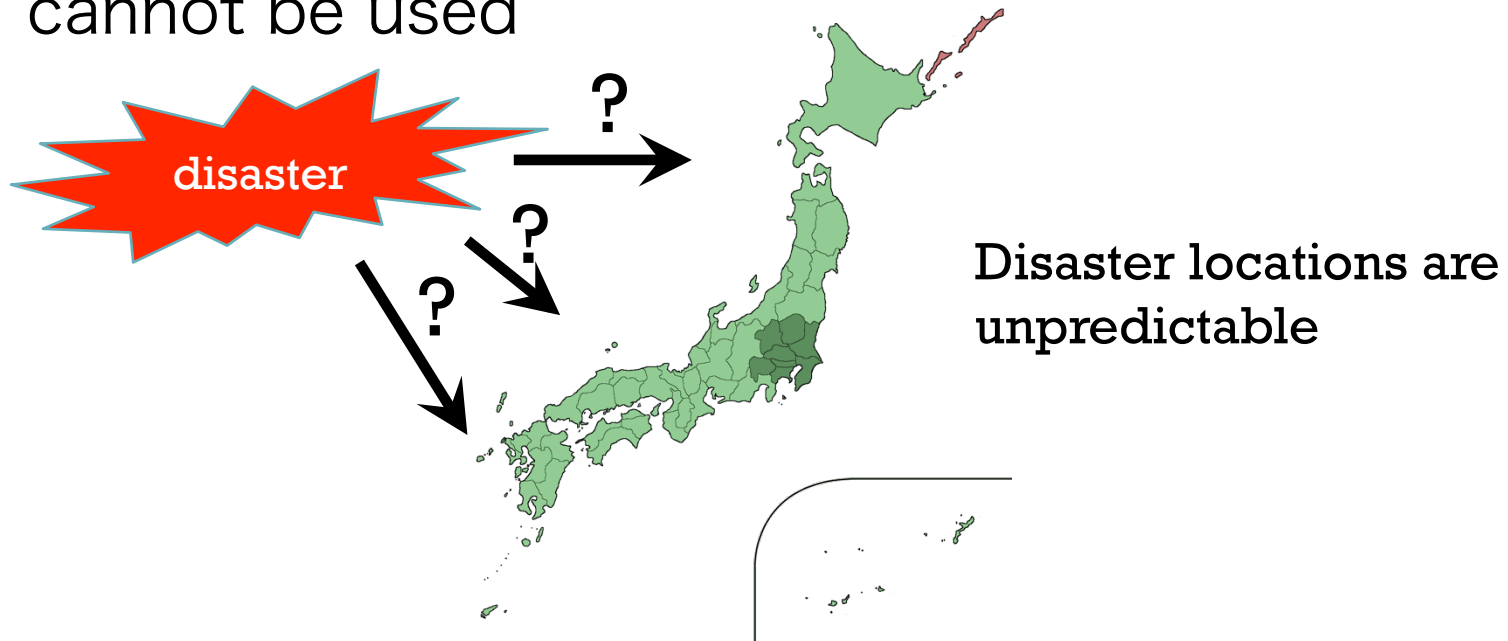 cannot be used
?
disaster
?
?
Disaster locations are
unpredictable